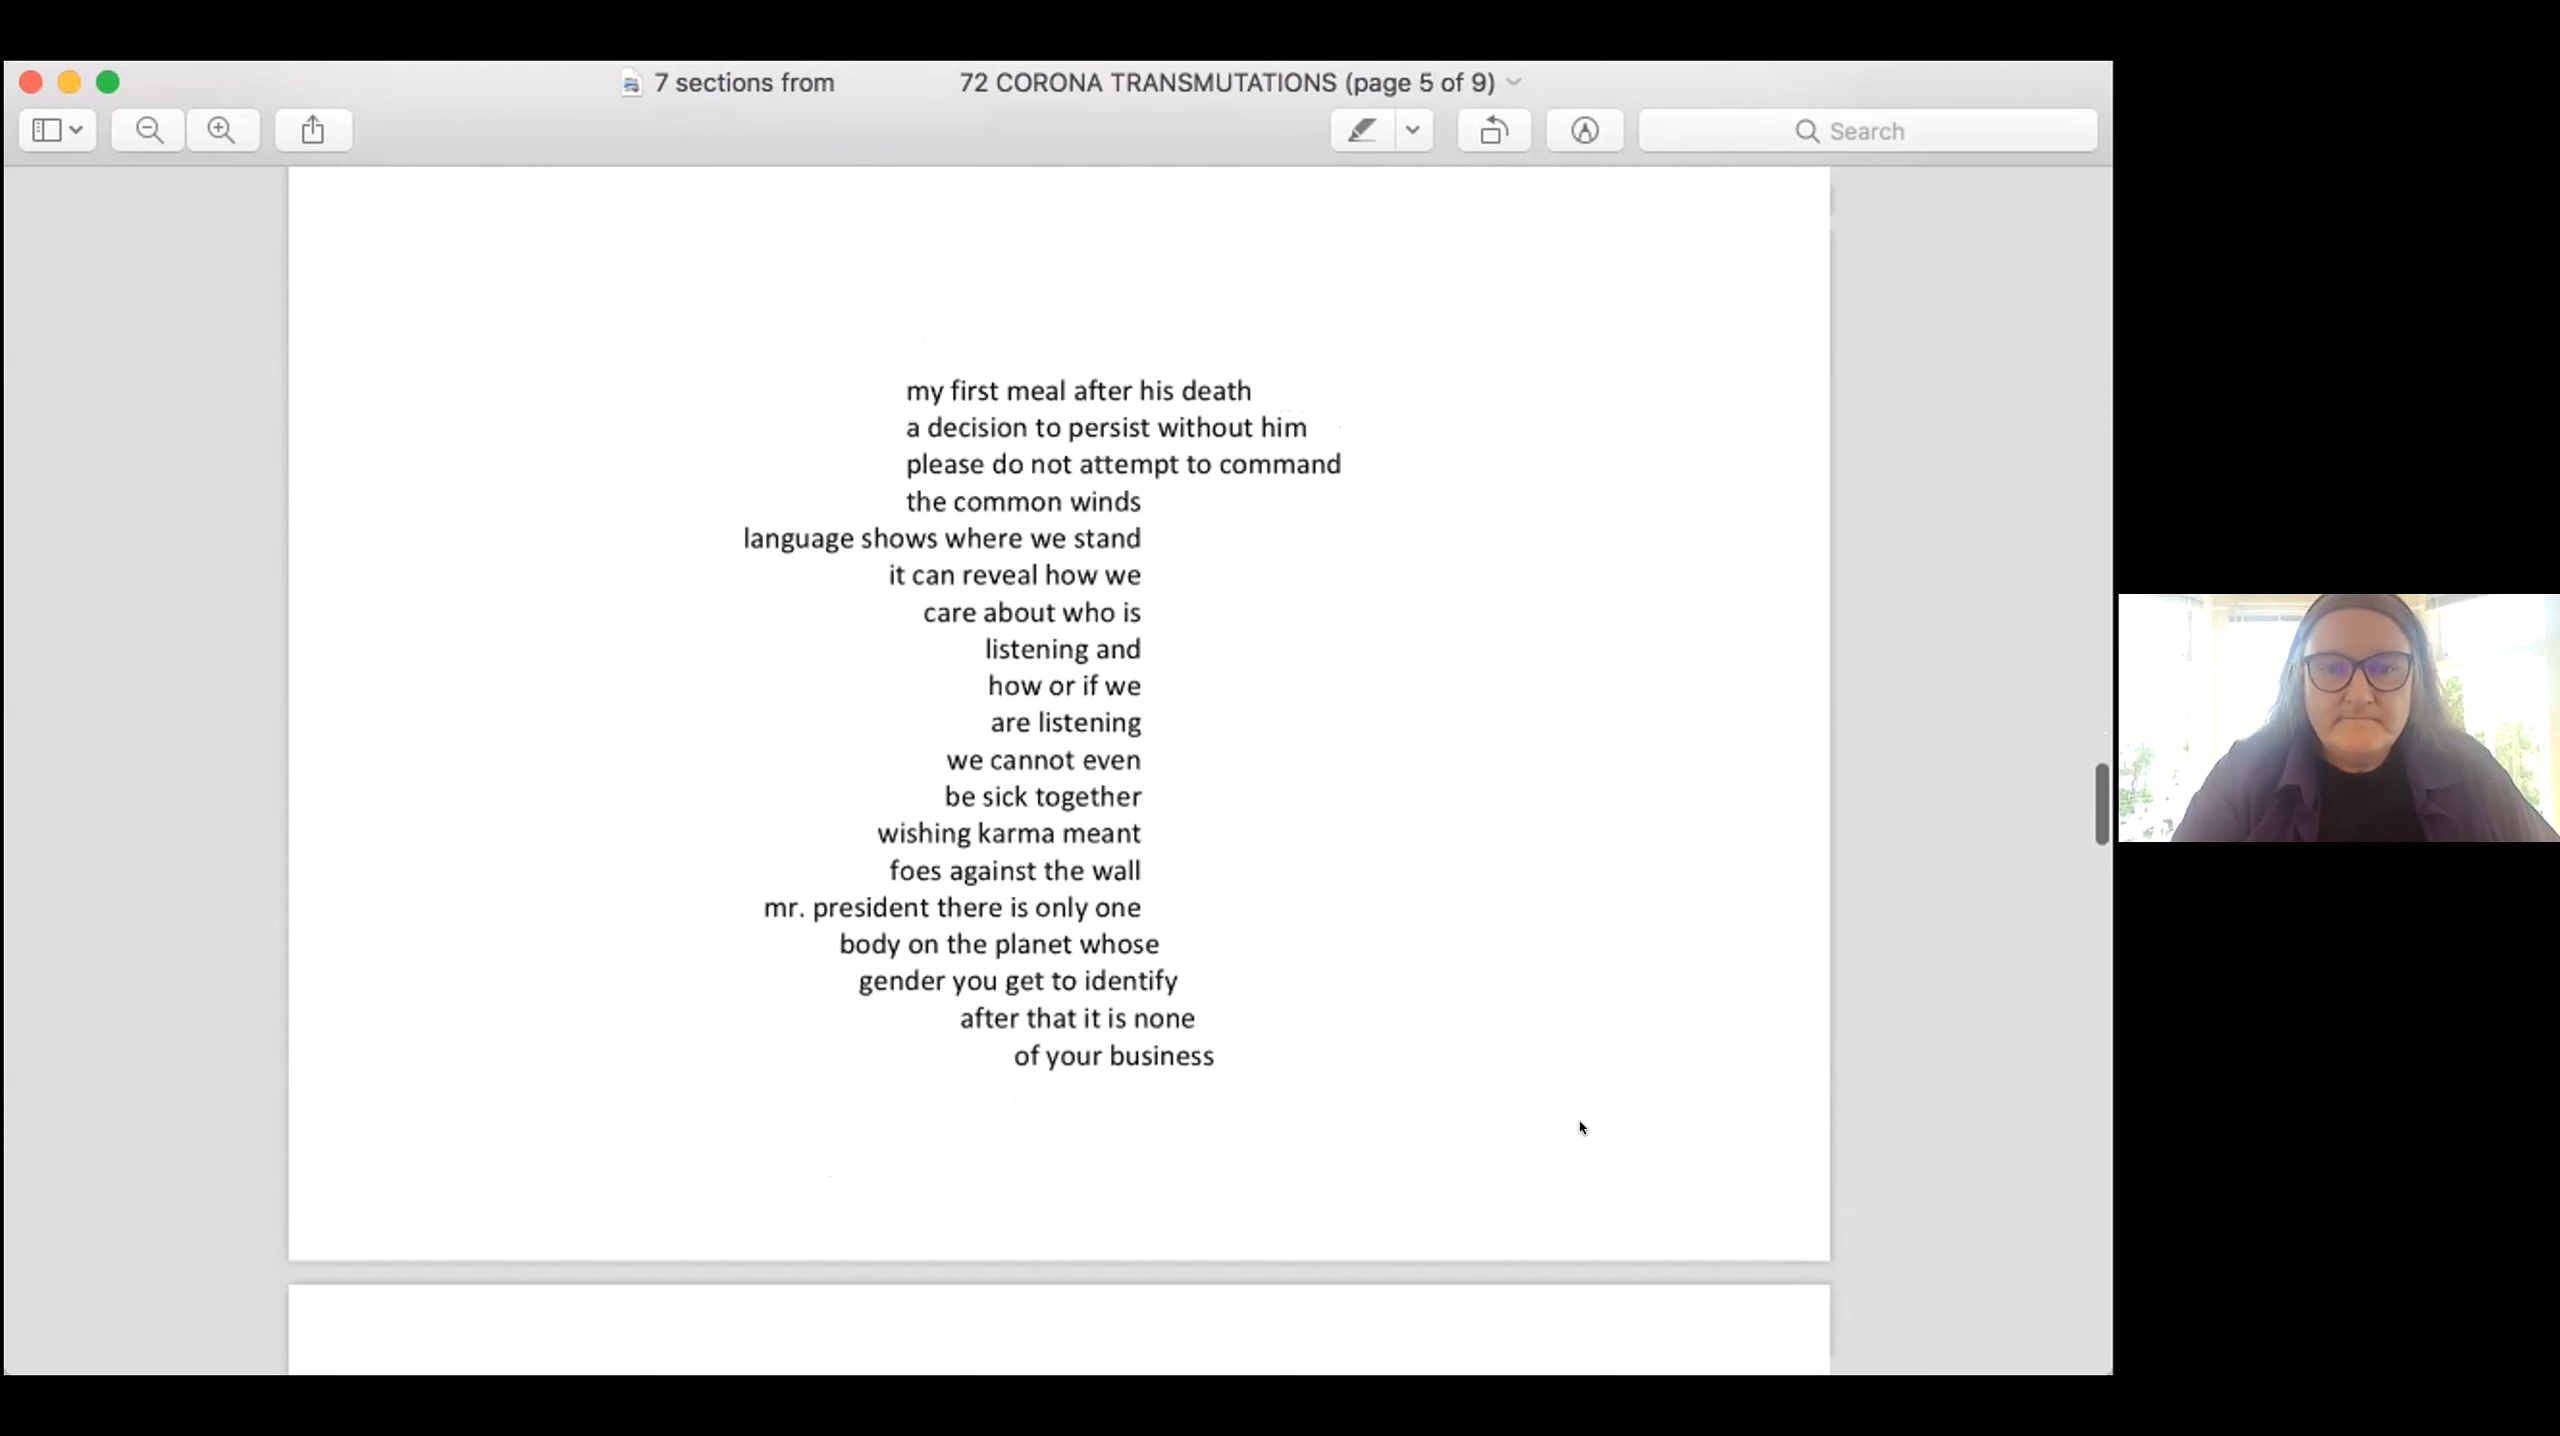 7 sections from 72 CORONA TRANSMUTATIONS (page 5 of 9)
Search
my first meal after his death
a decision to persist without him
please do not attempt to command
the common winds
language shows where we stand
it can reveal how we
care about who is
listening and
how or if we
are listening
we cannot even
be sick together
wishing karma meant
foes against the wall
mr. president there is only one
body on the planet whose
gender you get to identify
after that it is none
of your business